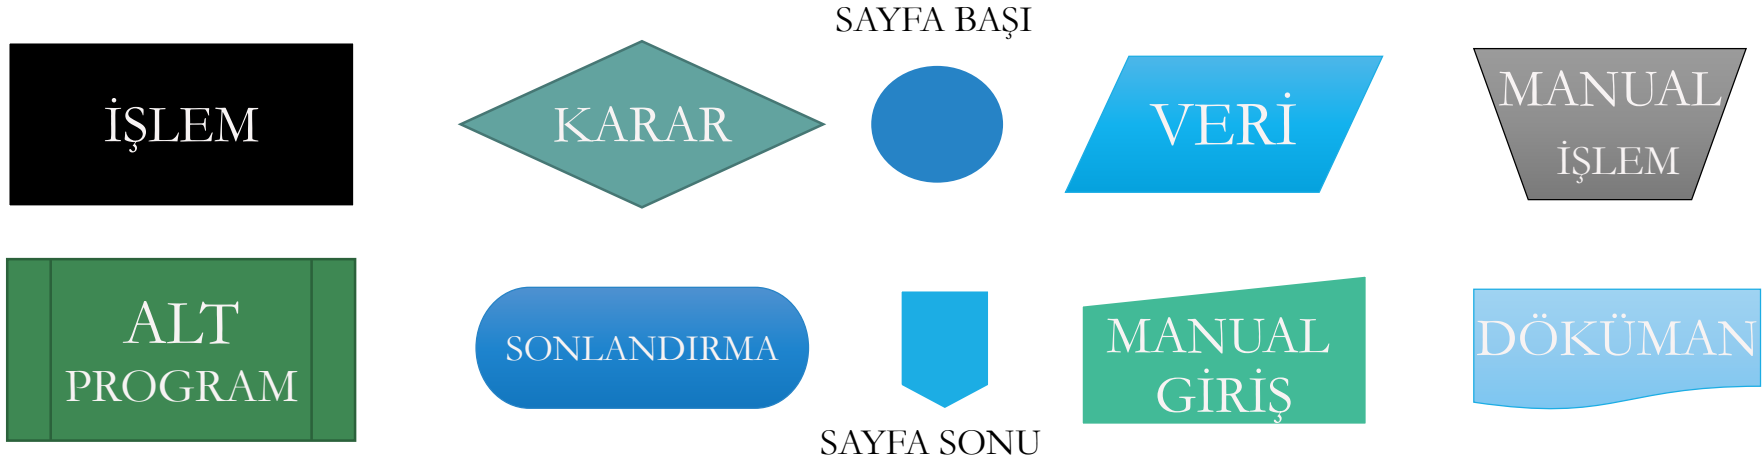 SAYFA BAŞI
İŞLEM
KARAR
VERİ
MANUAL
İŞLEM
ALT
PROGRAM
SONLANDIRMA
MANUAL
GİRİŞ
DÖKÜMAN
SAYFA SONU